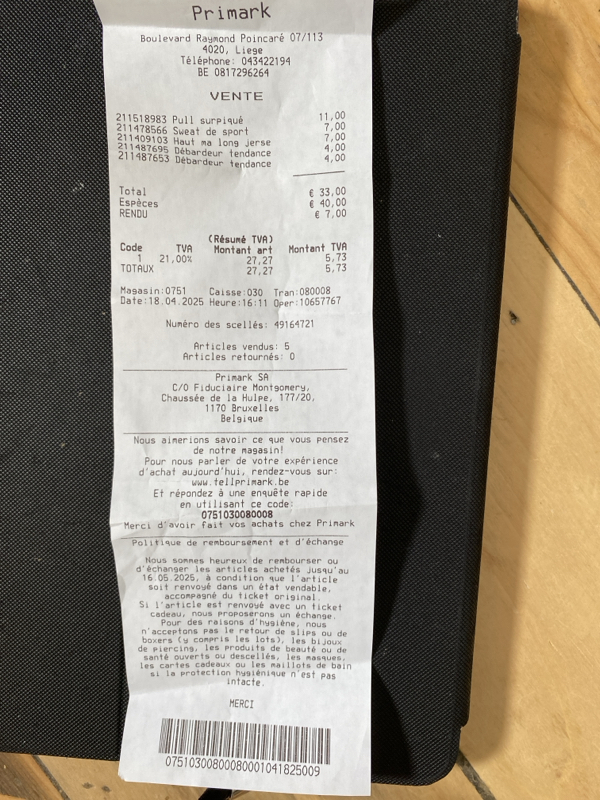 Primark
Boulevard Raymond Poincaré 07/113
4020, Liege
Téléphone: 043422194
BE 0817296264
VENTE
211518983 Pull surpiqué 11,00
211478566 Sweat de sport 7,00
211409103 Haut ma long jerse 7,00
211487695 Débardeur tendance 4,00
211487653 Débardeur tendance 4,00
Total € 33,00
Espèces € 40,00
RENDU € 7,00
(Résumé TVA)
Code TVA Montant art Montant TVA
1 21,00% 27,27 5,73
TOTAUX 27,27 5,73
Magasin:0751 Caisse:030 Tran:080008
Date:18.04.2025 Heure:16:11 Oper:10657767
Numéro des scellés: 49164721
Articles vendus: 5
Articles retournés: 0
Primark SA
C/O Fiduciaire Montgomery,
Chaussée de la Hulpe, 177/20,
1170 Bruxelles
Belgique
Nous aimerions savoir ce que vous pensez
de notre magasin!
Pour nous parler de votre expérience
d'achat aujourd'hui, rendez-vous sur:
www.tellprimark.be
Et répondez à une enquête rapide
en utilisant ce code:
0751030080008
Merci d'avoir fait vos achats chez Primark
Politique de remboursement et d'échange
Nous sommes heureux de rembourser ou
d'échanger les articles achetés jusqu'au
16.05.2025, à condition que l'article
soit renvoyé dans un état vendable,
accompagné du ticket original.
Si l'article est renvoyé avec un ticket
cadeau, nous proposerons un échange.
Pour des raisons d'hygiène, nous
n'acceptons pas le retour de slips ou de
boxers (y compris les lots), les bijoux
de piercing, les produits de beauté ou de
santé ouverts ou descellés, les masques,
les cartes cadeaux ou les maillots de bain
si la protection hygiénique n'est pas
intacte.
MERCI
07510300800080001041825009